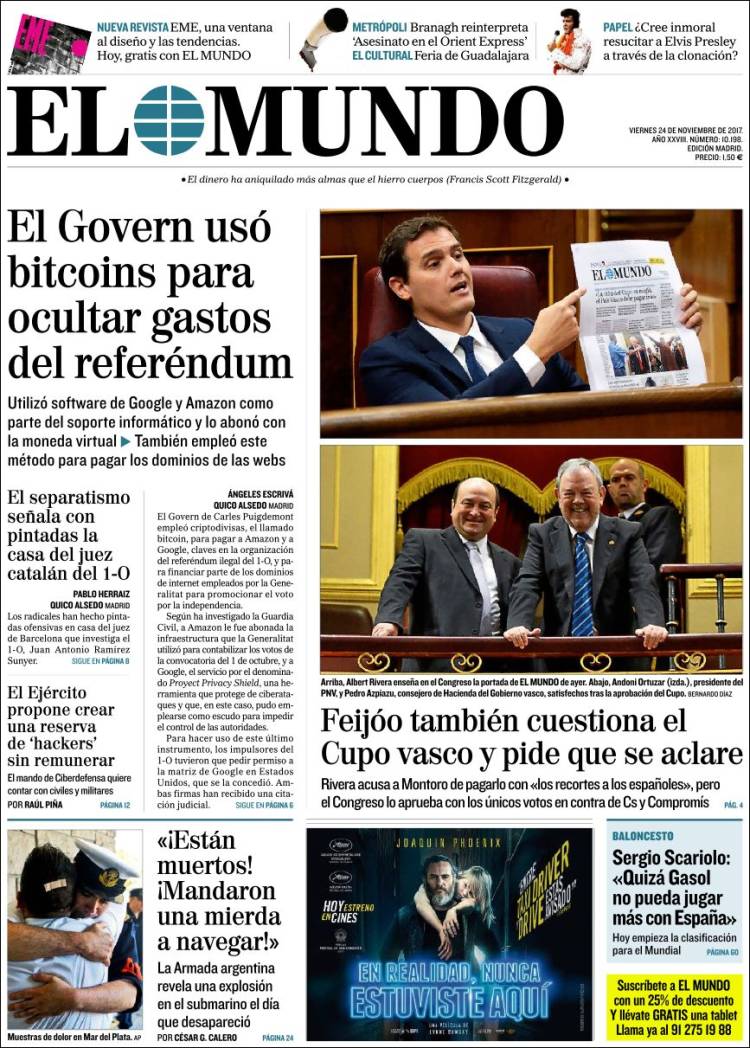 EME
NUEVA REVISTA EME, una ventana
al diseño y las tendencias.
Hoy, gratis con EL MUNDO
METRÓPOLI Branagh reinterpreta
‘Asesinato en el Orient Express’
EL CULTURAL Feria de Guadalajara
PAPEL ¿Cree inmoral
resucitar a Elvis Presley
a través de la clonación?
EL MUNDO
VIERNES 24 DE NOVIEMBRE DE 2017.
AÑO XXVIII. NÚMERO: 10.198.
EDICIÓN MADRID.
PRECIO: 1,50 €
• El dinero ha aniquilado más almas que el hierro cuerpos (Francis Scott Fitzgerald) •
El Govern usó
bitcoins para
ocultar gastos
del referéndum
Utilizó software de Google y Amazon como
parte del soporte informático y lo abonó con
la moneda virtual ▶ También empleó este
método para pagar los dominios de las webs
El separatismo
señala con
pintadas la
casa del juez
catalán del 1-O
PABLO HERRAIZ
QUICO ALSEDO MADRID
Los radicales han hecho pinta-
das ofensivas en casa del juez
de Barcelona que investiga el
1-O, Juan Antonio Ramírez
Sunyer. SIGUE EN PÁGINA 8
El Ejército
propone crear
una reserva
de ‘hackers’
sin remunerar
El mando de Ciberdefensa quiere
contar con civiles y militares
POR RAÚL PIÑA PÁGINA 12
ÁNGELES ESCRIVÁ
QUICO ALSEDO MADRID
El Govern de Carles Puigdemont
empleó criptodivisas, el llamado
bitcoin, para pagar a Amazon y a
Google, claves en la organización
del referéndum ilegal del 1-O, y pa-
ra financiar parte de los dominios
de internet empleados por la Gene-
ralitat para promocionar el voto
por la independencia.
Según ha investigado la Guardia
Civil, a Amazon le fue abonada la
infraestructura que la Generalitat
utilizó para contabilizar los votos de
la convocatoria del 1 de octubre, y a
Google, el servicio por el denomina-
do Proyect Privacy Shield, una he-
rramienta que protege de ciberata-
ques y que, en este caso, pudo em-
plearse como escudo para impedir
el control de las autoridades.
Para hacer uso de este último
instrumento, los impulsores del
1-O tuvieron que pedir permiso a
la matriz de Google en Estados
Unidos, que se la concedió. Am-
bas firmas han recibido una cita-
ción judicial. SIGUE EN PÁGINA 6
EL MUNDO
Arriba, Albert Rivera enseña en el Congreso la portada de EL MUNDO de ayer. Abajo, Andoni Ortuzar (izda.), presidente del
PNV, y Pedro Azpiazu, consejero de Hacienda del Gobierno vasco, satisfechos tras la aprobación del Cupo. BERNARDO DÍAZ
Feijóo también cuestiona el
Cupo vasco y pide que se aclare
Rivera acusa a Montoro de pagarlo con «los recortes a los españoles», pero
el Congreso lo aprueba con los únicos votos en contra de Cs y Compromís PÁG. 4
Muestras de dolor en Mar del Plata. AP
«¡Están
muertos!
¡Mandaron
una mierda
a navegar!»
La Armada argentina
revela una explosión
en el submarino el día
que desapareció
POR CÉSAR G. CALERO PÁGINA 24
JOAQUIN PHOENIX
HOY ESTRENO
EN CINES
ENTRE
TAXI DRIVER
Y DRIVE
ESTÁS
AVISADO
EN REALIDAD, NUNCA
ESTUVISTE AQUÍ
UNA PELÍCULA DE
LYNNE RAMSAY
BALONCESTO
Sergio Scariolo:
«Quizá Gasol
no pueda jugar
más con España»
Hoy empieza la clasificación
para el Mundial PÁGINA 60
Suscríbete a EL MUNDO
con un 25% de descuento
Y llévate GRATIS una tablet
Llama ya al 91 275 19 88